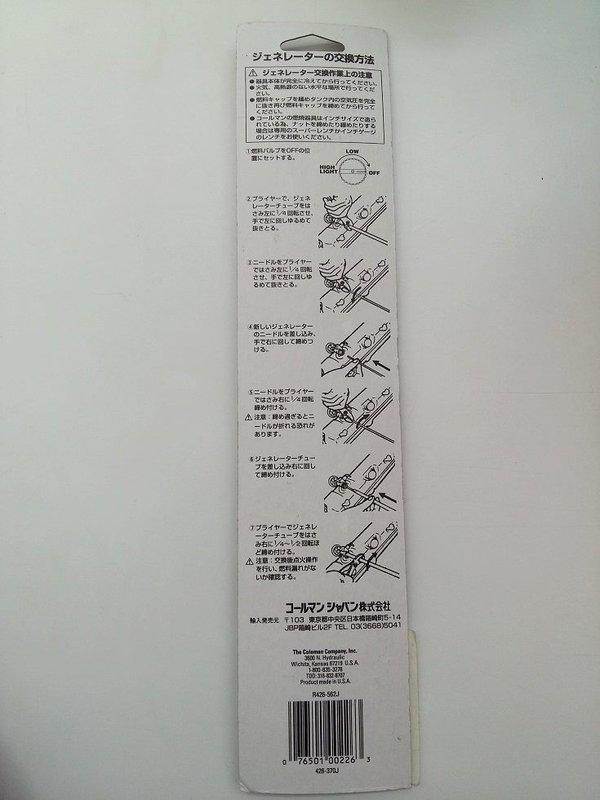 ジェネレーターの交換方法
⚠ ジェネレーター交換作業上の注意
●器具本体が完全に冷えてから行ってください。
●火気、高熱器のない水平な場所で行ってくだ
さい。
●燃料キャップを緩めタンク内の空気圧を完全
に抜き再び燃料キャップを締めてから行って
ください。
●コールマンの燃焼器具はインチサイズで造ら
れている為、ナットを締めたり緩めたりする
場合は専用のスーパーレンチかインチゲージ
のレンチをお使いください。
①燃料バルブをOFFの位
置にセットする。
LOW
HIGH
LIGHT
OFF
②プライヤーで、ジェネ
レーターチューブをは
さみ左に1/4回転させ、
手で左に回しゆるめて
抜きとる。
③ニードルをプライヤー
ではさみ左に1/4回転
させ、手で左に回しゆ
るめて抜きとる。
④新しいジェネレーター
のニードルを差し込み、
手で右に回して締めつ
ける。
⑤ニードルをプライヤー
ではさみ右に1/4回転
締め付ける。
⚠注意：締め過ぎるとニ
ードルが折れる恐れが
あります。
⑥ジェネレーターチュー
ブを差し込み右に回し
て締め付ける。
⑦プライヤーでジェネレ
ーターチューブをはさ
み右に1/4〜1/2回転ほ
ど締め付ける。
⚠注意：交換後点火操作
を行い、燃料漏れがな
いか確認する。
コールマン ジャパン株式会社
輸入発売元 〒103 東京都中央区日本橋箱崎町5-14
JBP箱崎ビル2F TEL. 03(3668)5041
The Coleman Company, Inc.
3600 N. Hydraulic
Wichita, Kansas 67219 U.S.A.
1-800-835-3278
TDD: 316-832-8707
Product made in U.S.A.
R426-562J
0 76501 00226 3
426-370J